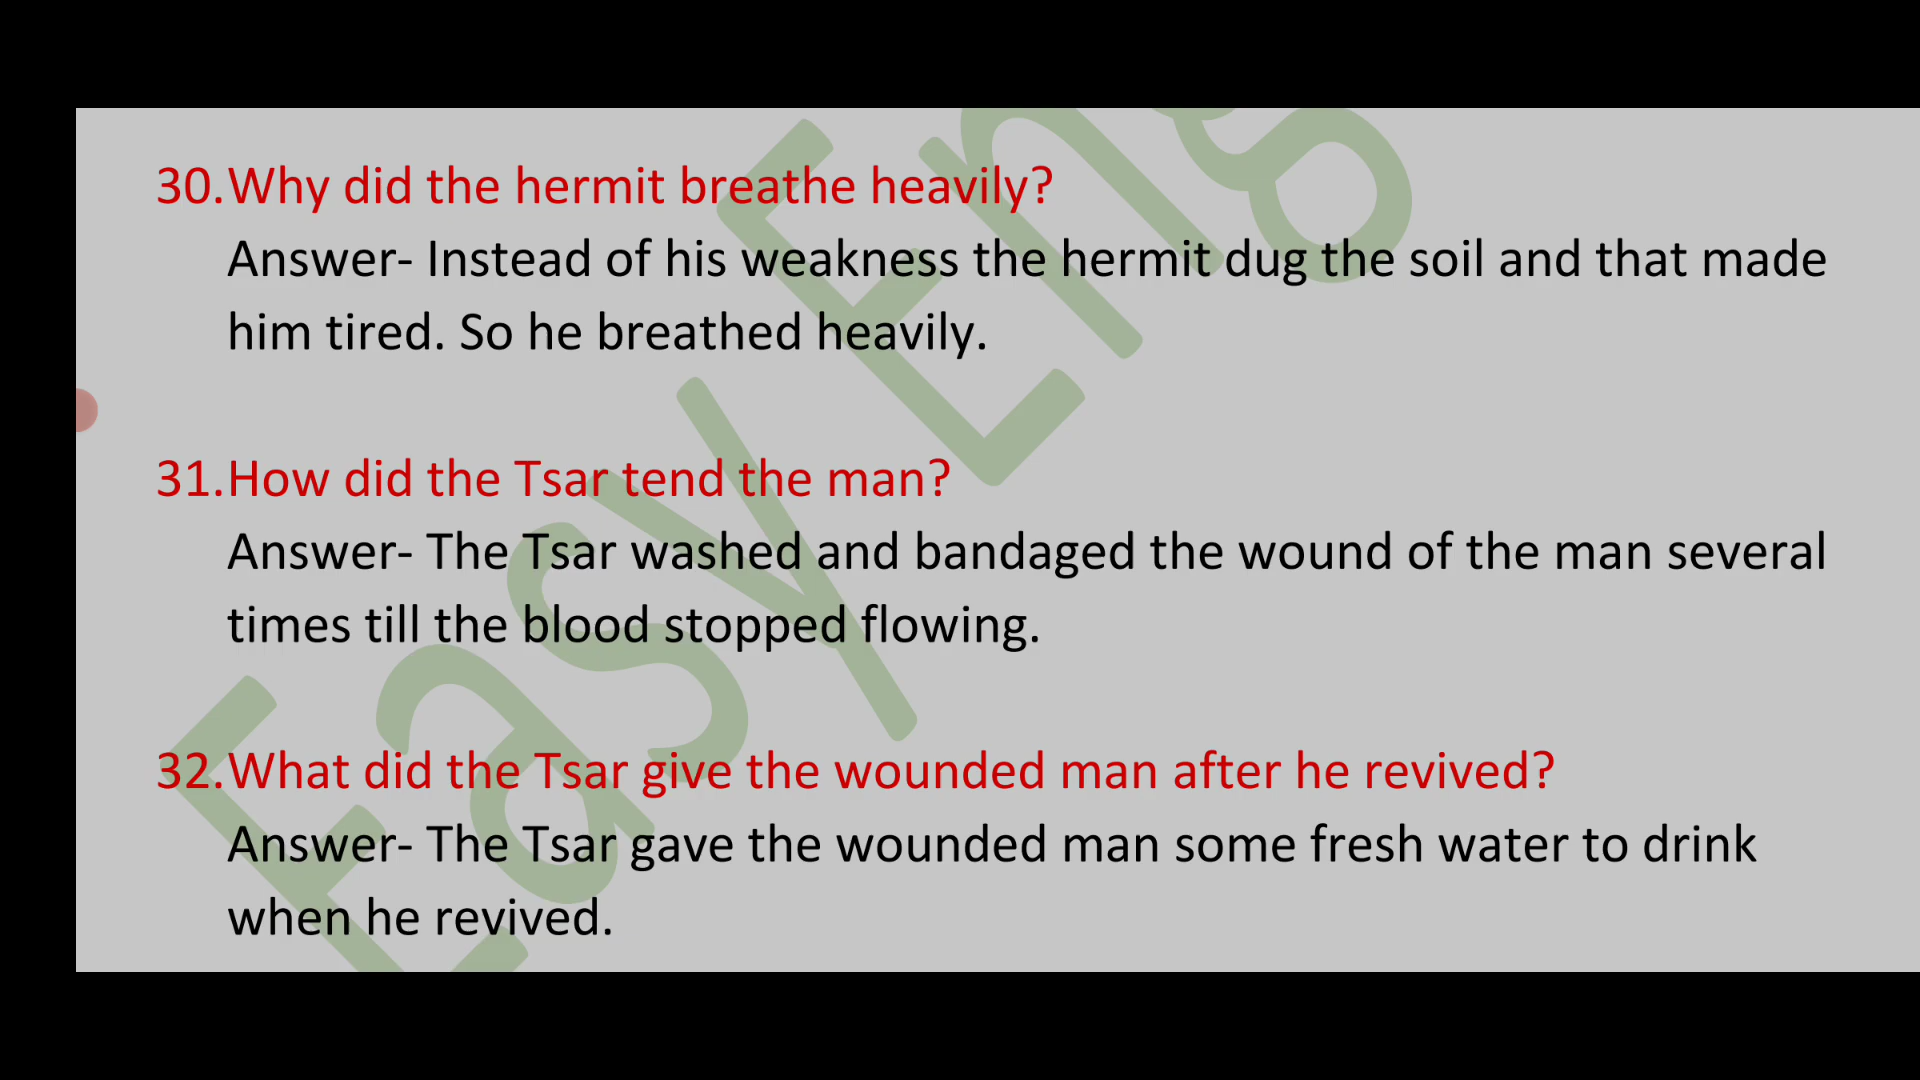 30.Why did the hermit breathe heavily?
Answer- Instead of his weakness the hermit dug the soil and that made
him tired. So he breathed heavily.
31.How did the Tsar tend the man?
Answer- The Tsar washed and bandaged the wound of the man several
times till the blood stopped flowing.
32.What did the Tsar give the wounded man after he revived?
Answer- The Tsar gave the wounded man some fresh water to drink
when he revived.
Easy Eng